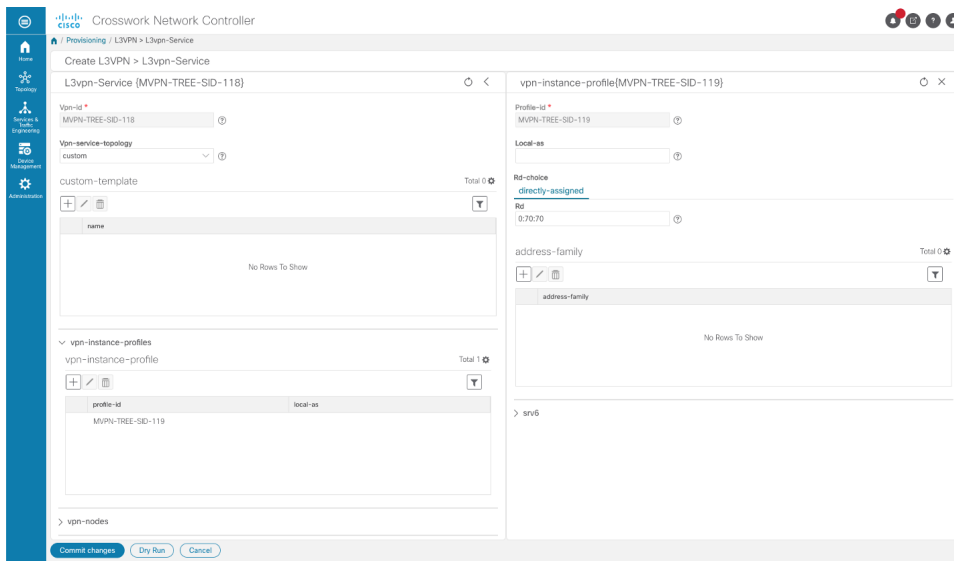 cisco Crosswork Network Controller
/ Provisioning / L3VPN > L3vpn-Service
Create L3VPN > L3vpn-Service
Home
Topology
Services & Traffic Engineering
Device Management
Administration
L3vpn-Service {MVPN-TREE-SID-118}
Vpn-id *
MVPN-TREE-SID-118
Vpn-service-topology
custom
custom-template Total 0
name
No Rows To Show
vpn-instance-profiles
vpn-instance-profile Total 1
profile-id local-as
MVPN-TREE-SID-119
vpn-nodes
vpn-instance-profile{MVPN-TREE-SID-119}
Profile-id *
MVPN-TREE-SID-119
Local-as
Rd-choice
directly-assigned
Rd
0:70:70
address-family Total 0
address-family
No Rows To Show
srv6
Commit changes Dry Run Cancel